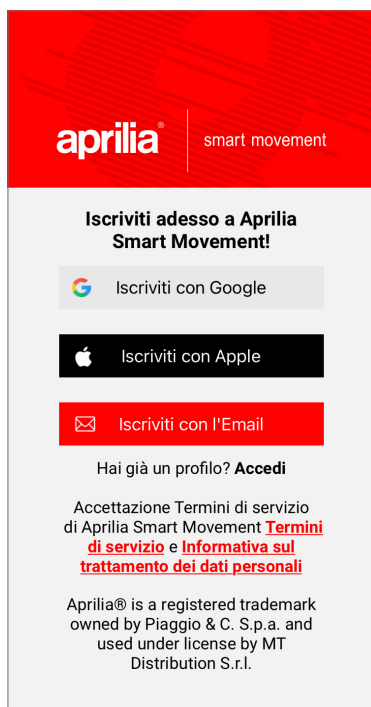 aprilia®
smart movement
Iscriviti adesso a Aprilia
Smart Movement!
Iscriviti con Google
Iscriviti con Apple
Iscriviti con l'Email
Hai già un profilo? Accedi
Accettazione Termini di servizio
di Aprilia Smart Movement Termini
di servizio e Informativa sul
trattamento dei dati personali
Aprilia® is a registered trademark
owned by Piaggio & C. S.p.a. and
used under license by MT
Distribution S.r.l.